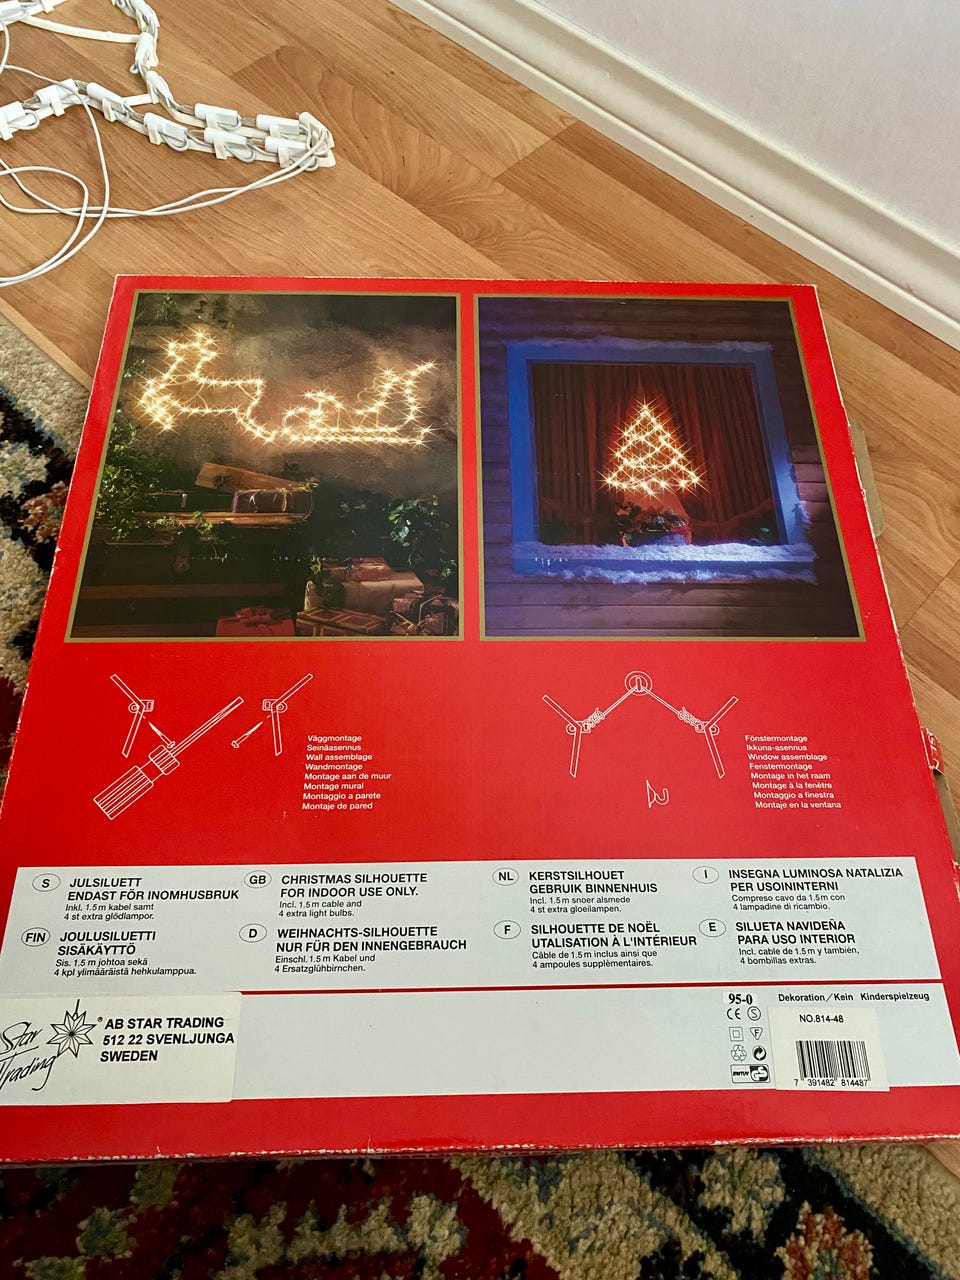 Väggmontage
Seinäasennus
Wall assemblage
Wandmontage
Montage aan de muur
Montage mural
Montaggio a parete
Montaje de pared
Fönstermontage
Ikkuna-asennus
Window assemblage
Fenstermontage
Montage in het raam
Montage à la fenêtre
Montaggio a finestra
Montaje en la ventana
S JULSILUETT
ENDAST FÖR INOMHUSBRUK
Inkl. 1.5 m kabel samt
4 st extra glödlampor.
GB CHRISTMAS SILHOUETTE
FOR INDOOR USE ONLY.
Incl. 1.5 m cable and
4 extra light bulbs.
NL KERSTSILHOUET
GEBRUIK BINNENHUIS
Incl. 1.5 m snoer alsmede
4 st extra gloeilampen.
I INSEGNA LUMINOSA NATALIZIA
PER USOININTERNI
Compreso cavo da 1.5 m con
4 lampadine di ricambio.
FIN JOULUSILUETTI
SISÄKÄYTTÖ
Sis. 1.5 m johtoa sekä
4 kpl ylimääräistä hehkulamppua.
D WEIHNACHTS-SILHOUETTE
NUR FÜR DEN INNENGEBRAUCH
Einschl. 1.5 m Kabel und
4 Ersatzglühbirnchen.
F SILHOUETTE DE NOËL
UTALISATION À L'INTÉRIEUR
Câble de 1.5 m inclus ainsi que
4 ampoules supplèmentaires.
E SILUETA NAVIDEÑA
PARA USO INTERIOR
Incl. cable de 1.5 m y también,
4 bombillas extras.
Star
Trading
® AB STAR TRADING
512 22 SVENLJUNGA
SWEDEN
95-0
CE S
F
Dekoration/Kein Kinderspielzeug
NO.814-48
7 391482 814487